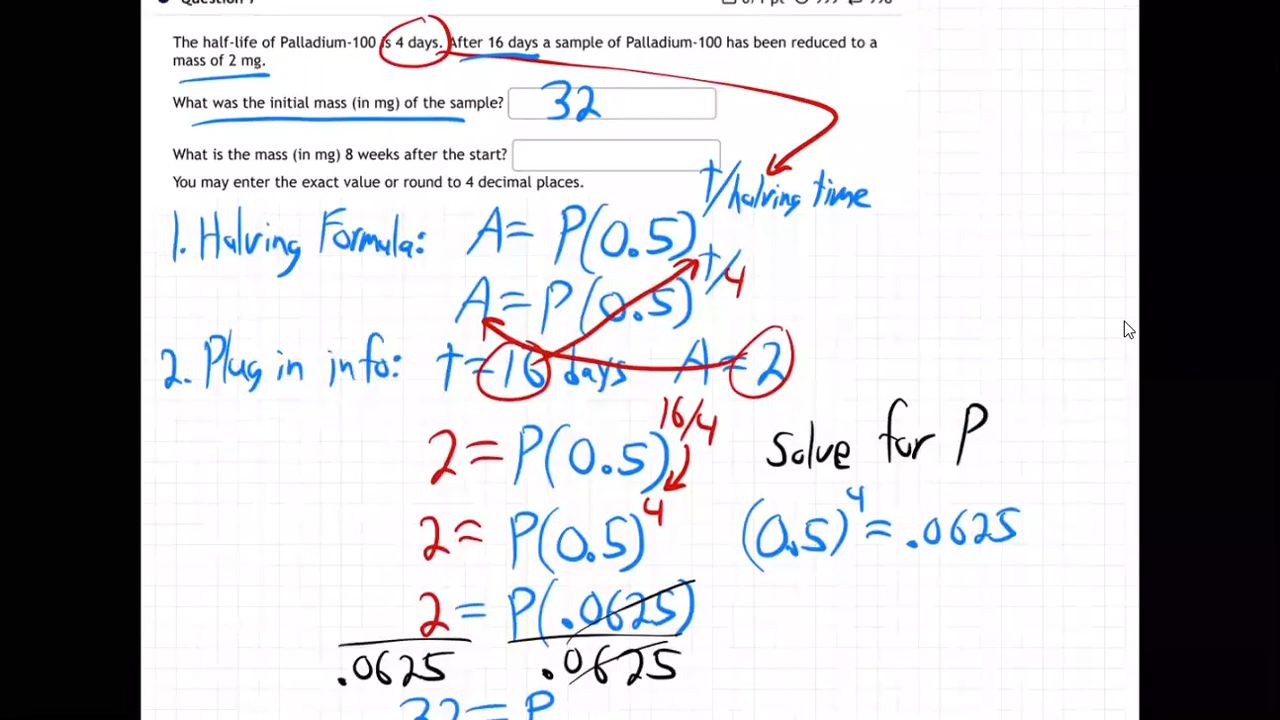 The half-life of Palladium-100 is 4 days. After 16 days a sample of Palladium-100 has been reduced to a
mass of 2 mg.
What was the initial mass (in mg) of the sample? 32
What is the mass (in mg) 8 weeks after the start?
You may enter the exact value or round to 4 decimal places.
1. Halving Formula: A = P(0.5)^t/halving time
A = P(0.5)^t/4
2. Plug in info: t = 16 days A = 2
2 = P(0.5)^16/4 Solve for P
2 = P(0.5)^4 (0.5)^4 = .0625
2 = P(.0625)
.0625 .0625
32 = P